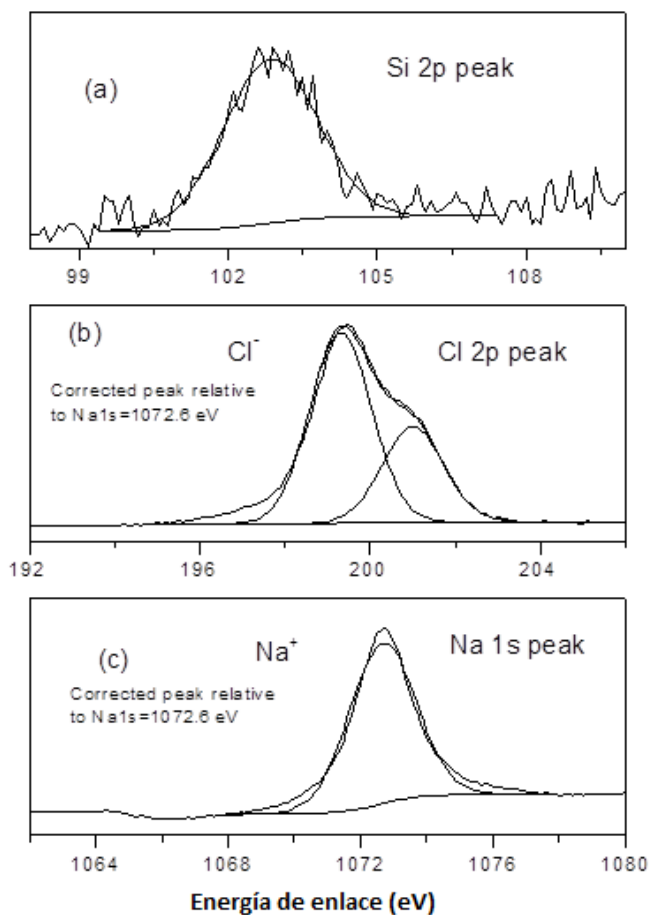 (a)
Si 2p peak
99 102 105 108
(b)
Cl-
Cl 2p peak
Corrected peak relative
to Na1s=1072.6 eV
192 196 200 204
(c)
Na+
Na 1s peak
Corrected peak relative
to Na1s=1072.6 eV
1064 1068 1072 1076 1080
Energía de enlace (eV)